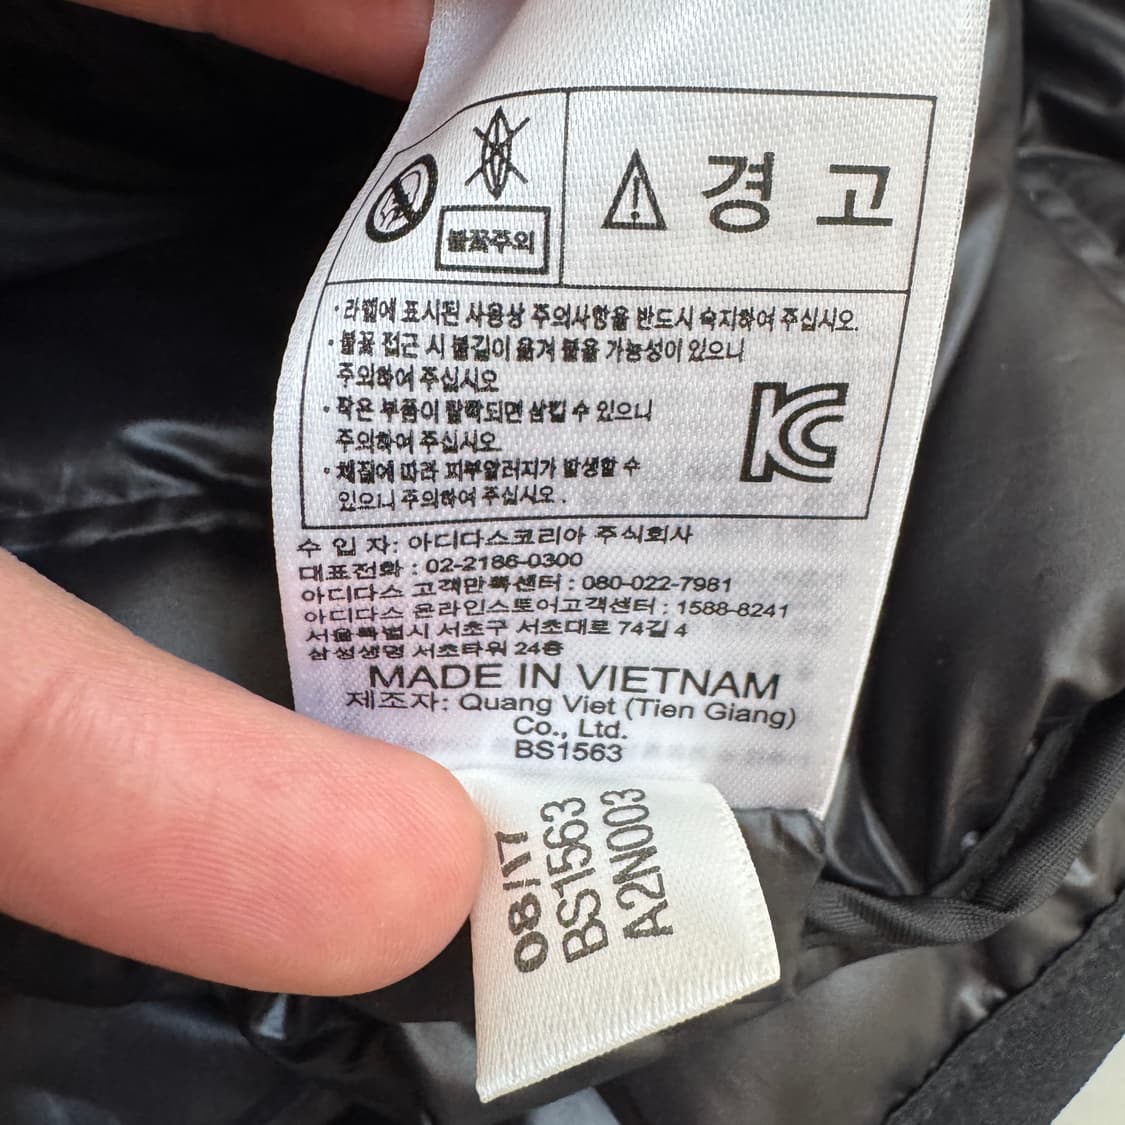 불꽃주의
경고
· 라벨에 표시된 사용상 주의사항을 반드시 숙지하여 주십시오.
· 불꽃 접근 시 불길이 옮겨 붙을 가능성이 있으니
주의하여 주십시오
· 작은 부품이 탈락되면 삼킬 수 있으니
주의하여 주십시오.
· 체질에 따라 피부알러지가 발생할 수
있으니 주의하여 주십시오.
수 입 자: 아디다스코리아 주식회사
대표전화 : 02-2186-0300
아디다스 고객만족센터 : 080-022-7981
아디다스 온라인스토어고객센터 : 1588-8241
서울특별시 서초구 서초대로 74길 4
삼성생명 서초타워 24층
MADE IN VIETNAM
제조자: Quang Viet (Tien Giang)
Co., Ltd.
BS1563
08/17
BS1563
A2N003